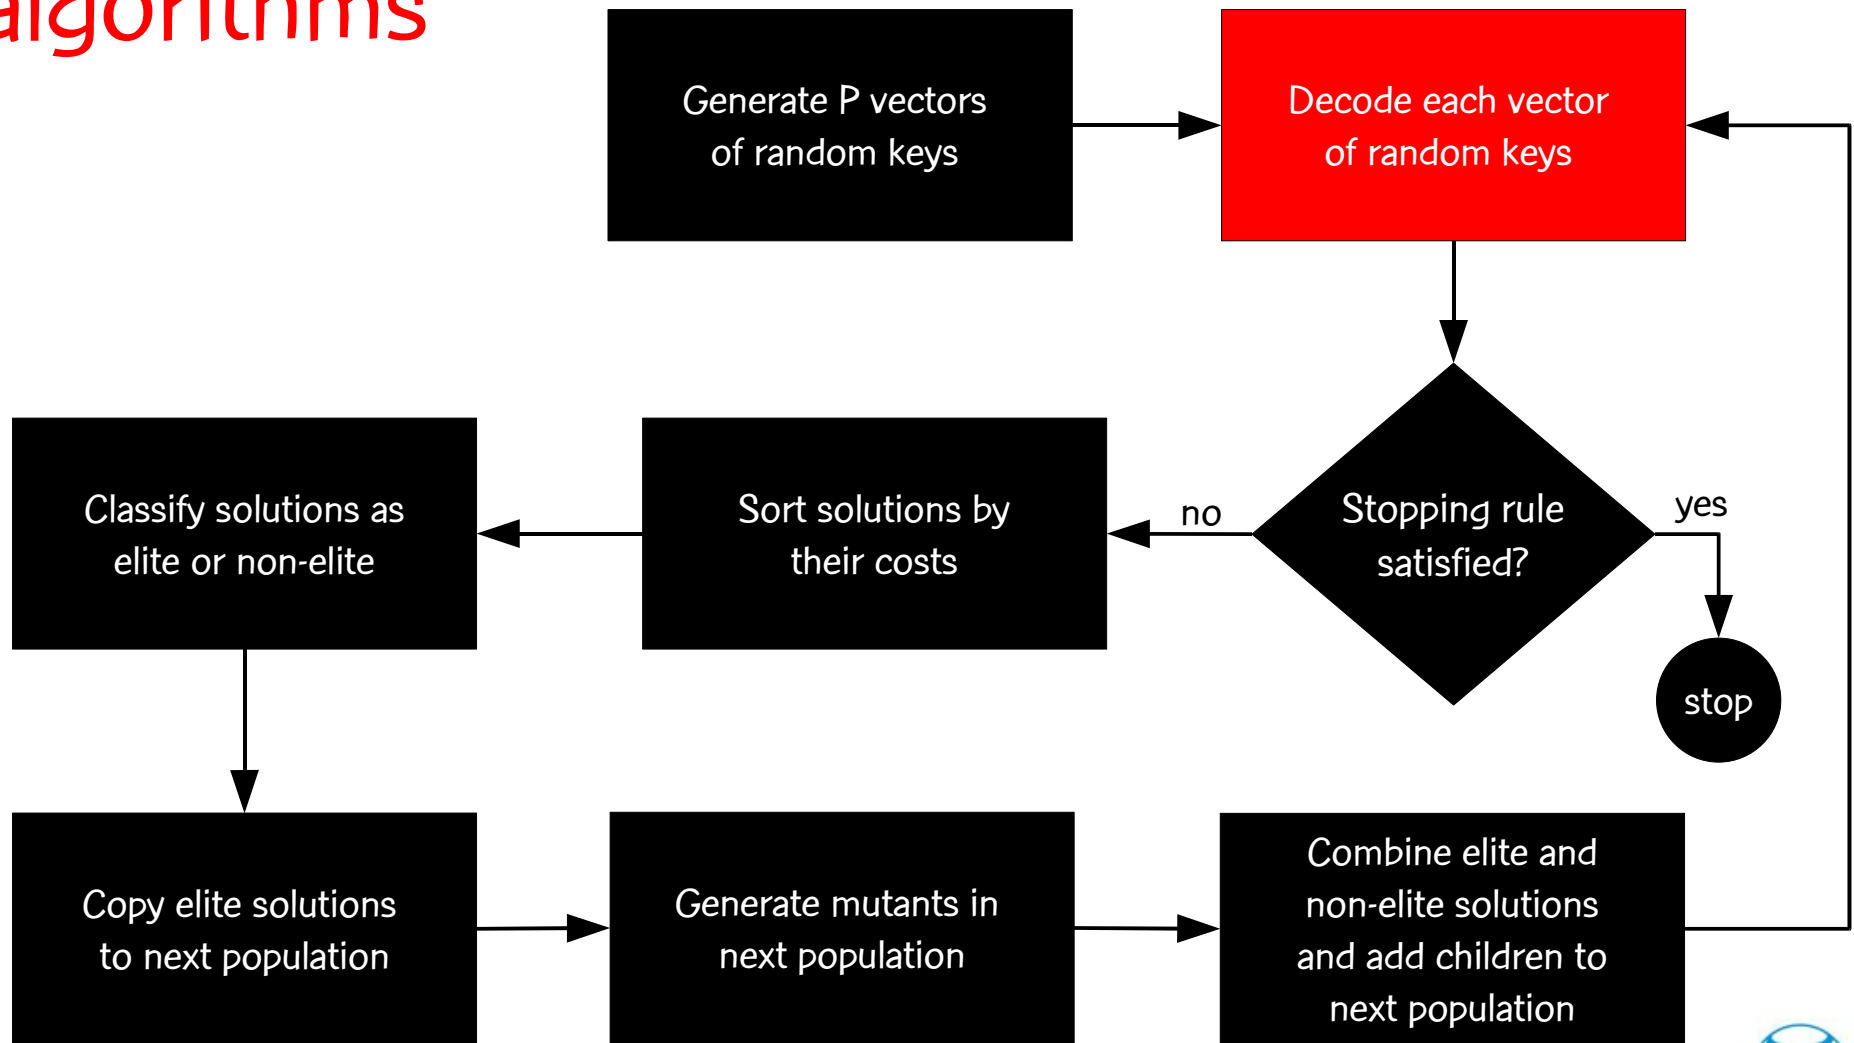 algorithms
Generate P vectors
of random keys
Decode each vector
of random keys
Classify solutions as
elite or non-elite
Sort solutions by
their costs
no
Stopping rule
satisfied?
yes
stop
Copy elite solutions
to next population
Generate mutants in
next population
Combine elite and
non-elite solutions
and add children to
next population